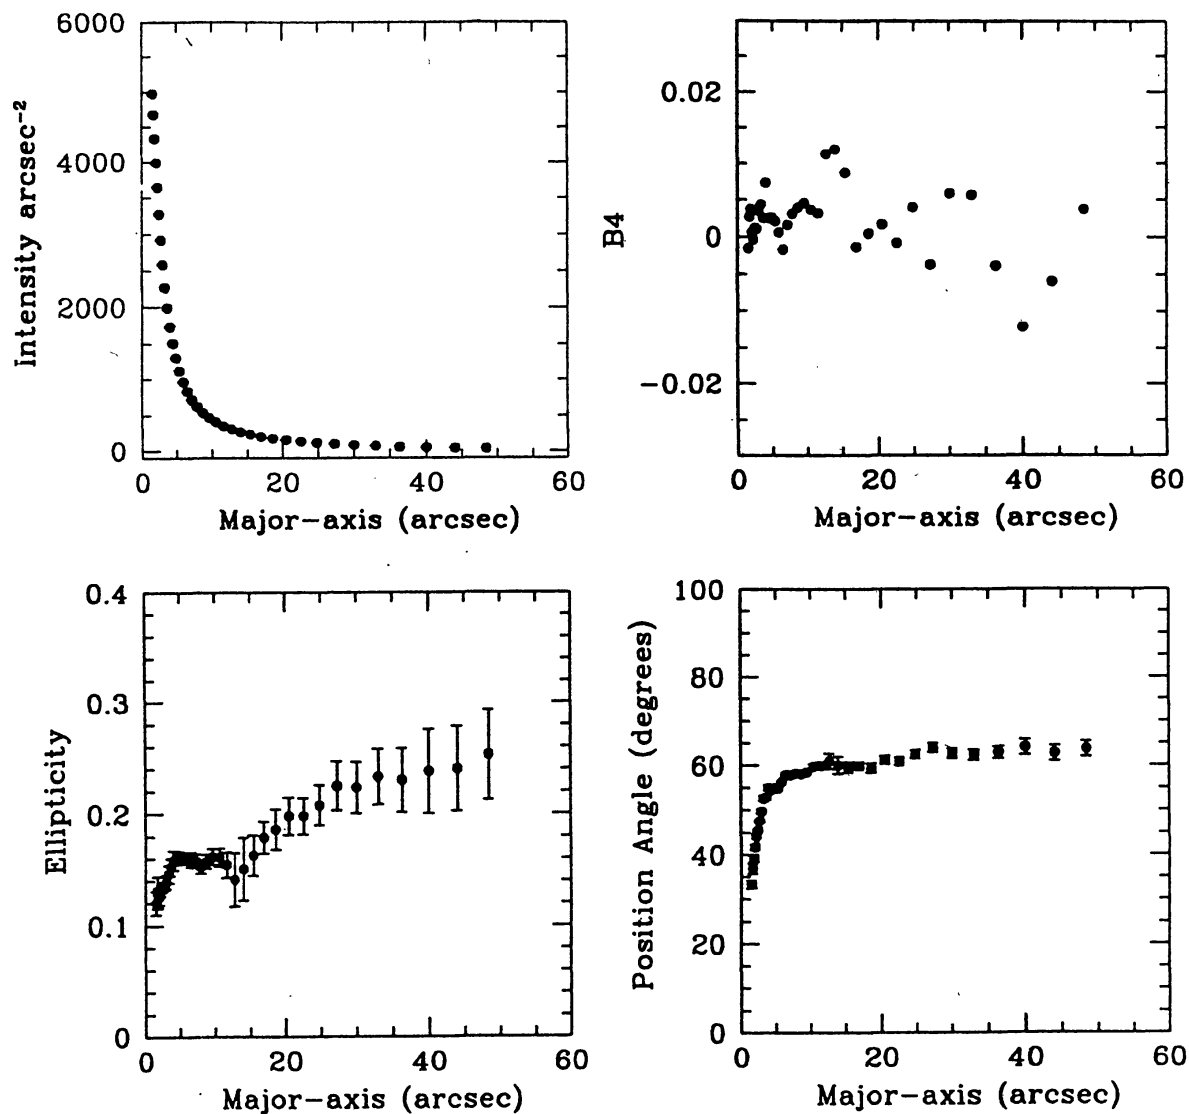 6000
4000
2000
0
Intensity arcsec−2
0 20 40 60
Major−axis (arcsec)
0.02
0
−0.02
B4
0 20 40 60
Major−axis (arcsec)
0.4
0.3
0.2
0.1
0
Ellipticity
0 20 40 60
Major−axis (arcsec)
100
80
60
40
20
0
Position Angle (degrees)
0 20 40 60
Major−axis (arcsec)